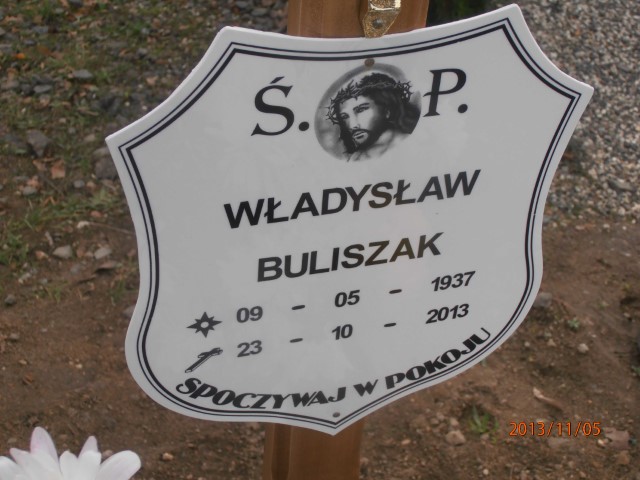 Ś. P.
WŁADYSŁAW
BULISZAK
09 - 05 - 1937
23 - 10 - 2013
SPOCZYWAJ W POKOJU
2013/11/05